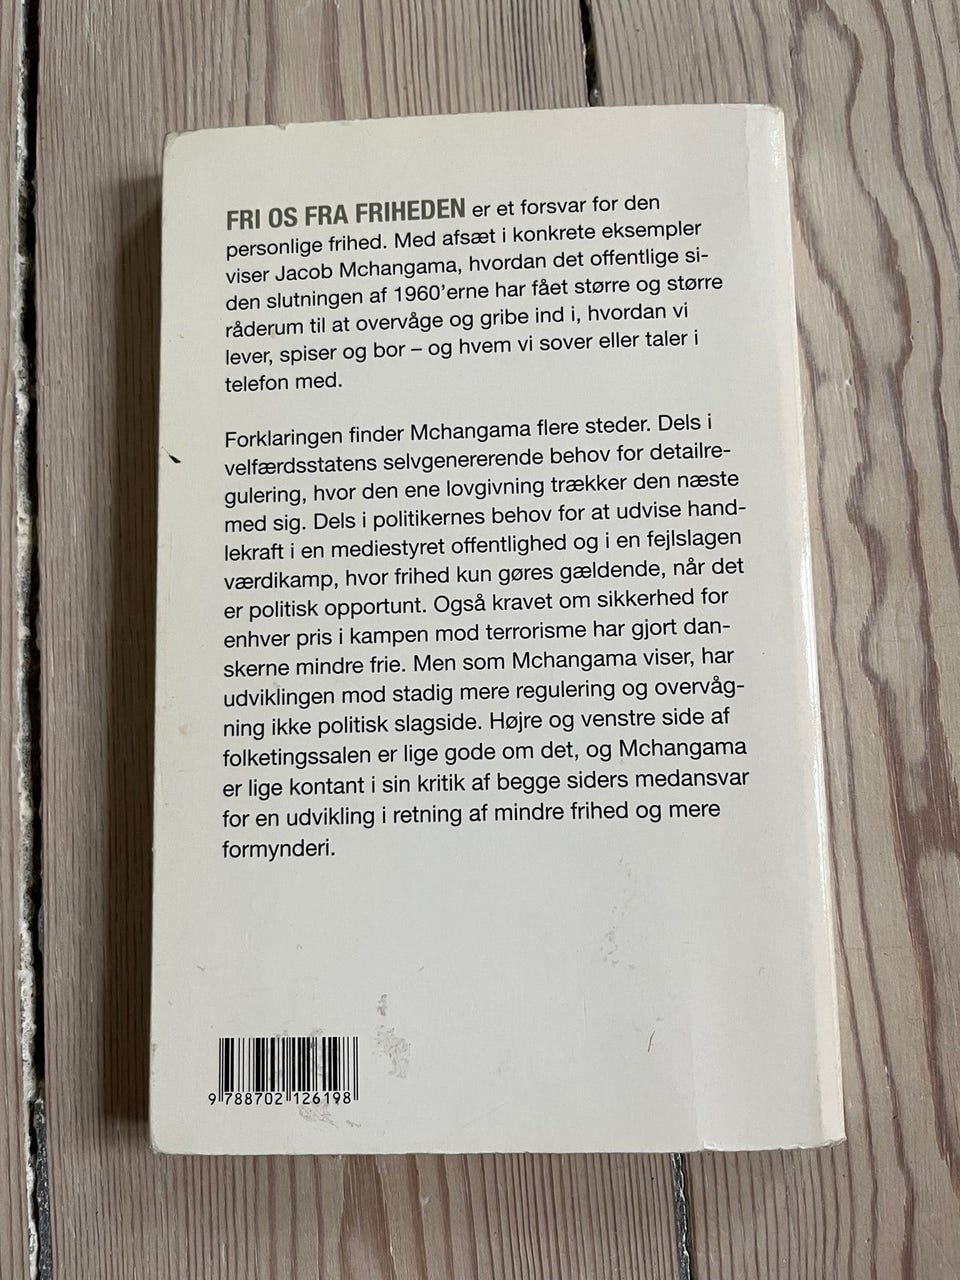 FRI OS FRA FRIHEDEN er et forsvar for den
personlige frihed. Med afsæt i konkrete eksempler
viser Jacob Mchangama, hvordan det offentlige si-
den slutningen af 1960'erne har fået større og større
råderum til at overvåge og gribe ind i, hvordan vi
lever, spiser og bor – og hvem vi sover eller taler i
telefon med.
Forklaringen finder Mchangama flere steder. Dels i
velfærdsstatens selvgenererende behov for detailre-
gulering, hvor den ene lovgivning trækker den næste
med sig. Dels i politikernes behov for at udvise hand-
lekraft i en mediestyret offentlighed og i en fejlslagen
værdikamp, hvor frihed kun gøres gældende, når det
er politisk opportunt. Også kravet om sikkerhed for
enhver pris i kampen mod terrorisme har gjort dan-
skerne mindre frie. Men som Mchangama viser, har
udviklingen mod stadig mere regulering og overvåg-
ning ikke politisk slagside. Højre og venstre side af
folketingssalen er lige gode om det, og Mchangama
er lige kontant i sin kritik af begge siders medansvar
for en udvikling i retning af mindre frihed og mere
formynderi.
9 788702 126198